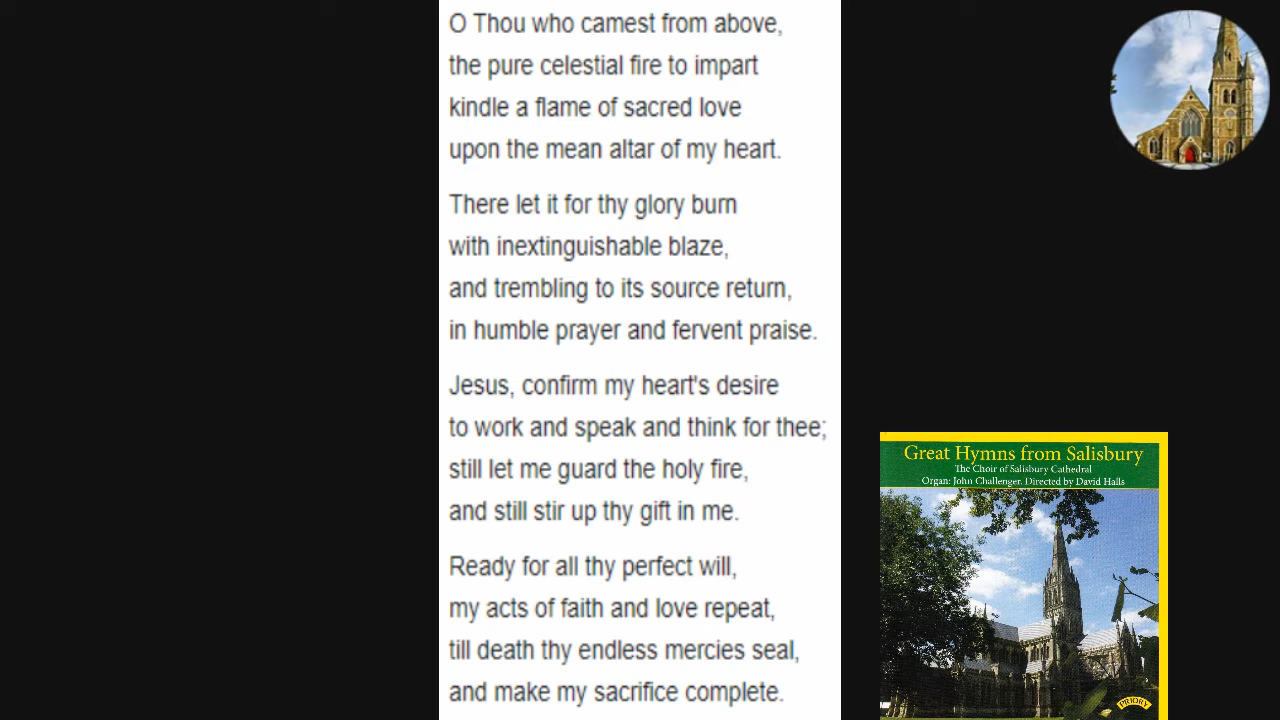 O Thou who camest from above,
the pure celestial fire to impart
kindle a flame of sacred love
upon the mean altar of my heart.
There let it for thy glory burn
with inextinguishable blaze,
and trembling to its source return,
in humble prayer and fervent praise.
Jesus, confirm my heart's desire
to work and speak and think for thee;
still let me guard the holy fire,
and still stir up thy gift in me.
Ready for all thy perfect will,
my acts of faith and love repeat,
till death thy endless mercies seal,
and make my sacrifice complete.
Great Hymns from Salisbury
The Choir of Salisbury Cathedral
Organ: John Challenger. Directed by David Halls
PRIORY